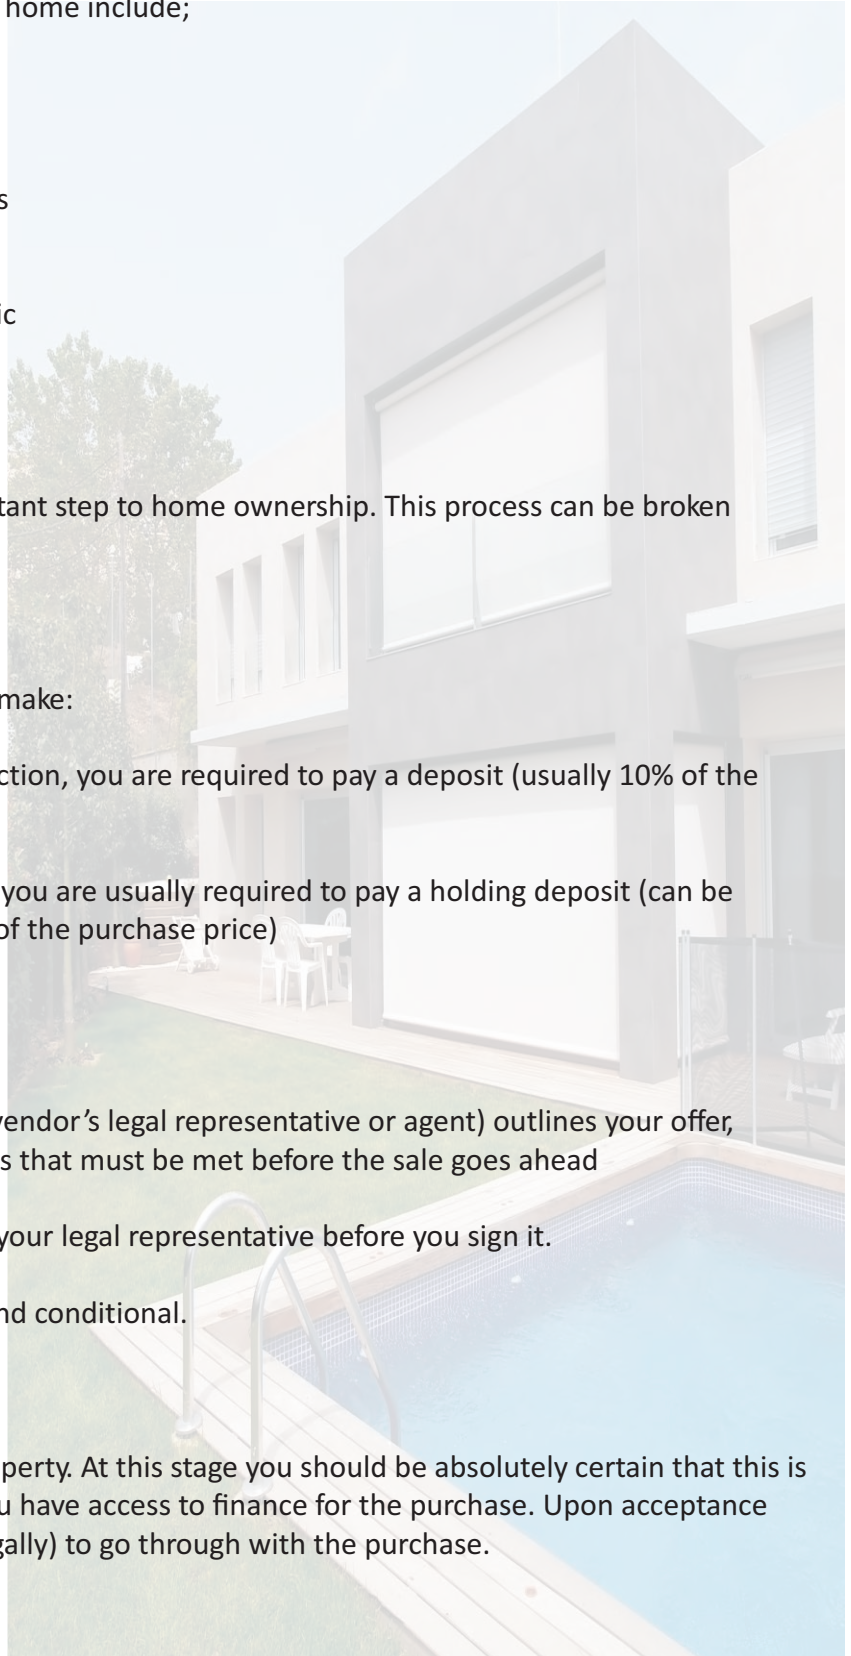 home include;
s
ic
tant step to home ownership. This process can be broken
make:
ction, you are required to pay a deposit (usually 10% of the
you are usually required to pay a holding deposit (can be
of the purchase price)
vendor’s legal representative or agent) outlines your offer,
s that must be met before the sale goes ahead
your legal representative before you sign it.
nd conditional.
perty. At this stage you should be absolutely certain that this is
u have access to finance for the purchase. Upon acceptance
gally) to go through with the purchase.